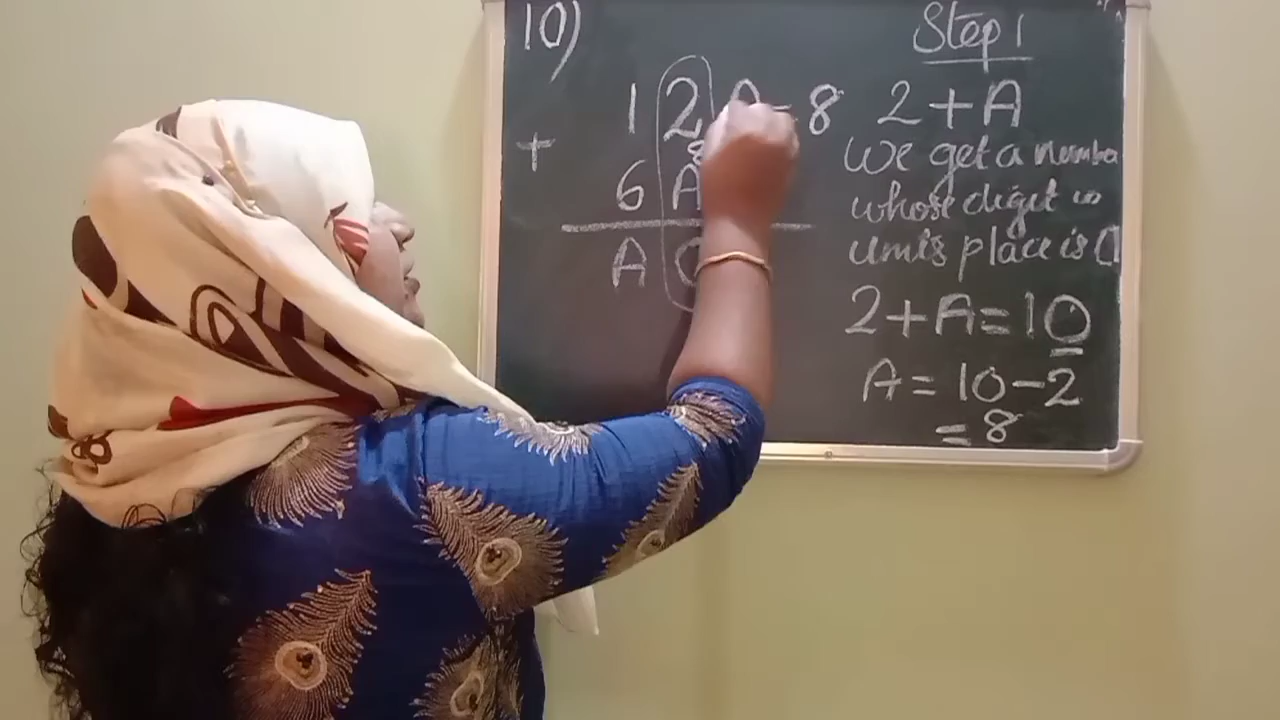 10)
Step 1
1 2 A - 8
8
+ 6 A
A
2 + A
We get a numbe
whose digit is
units place is
2 + A = 10
A = 10 - 2
= 8